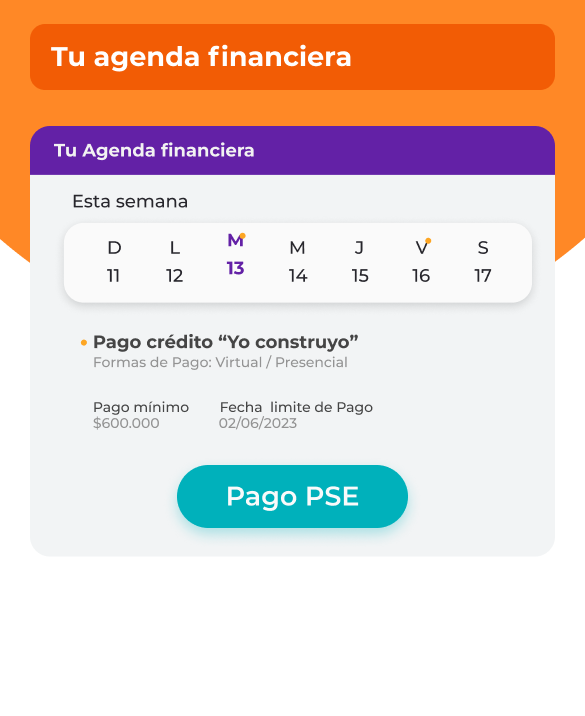 Tu agenda financiera
Tu Agenda financiera
Esta semana
D L M M J V S
11 12 13 14 15 16 17
Pago crédito “Yo construyo”
Formas de Pago: Virtual / Presencial
Pago mínimo Fecha limite de Pago
$600.000 02/06/2023
Pago PSE